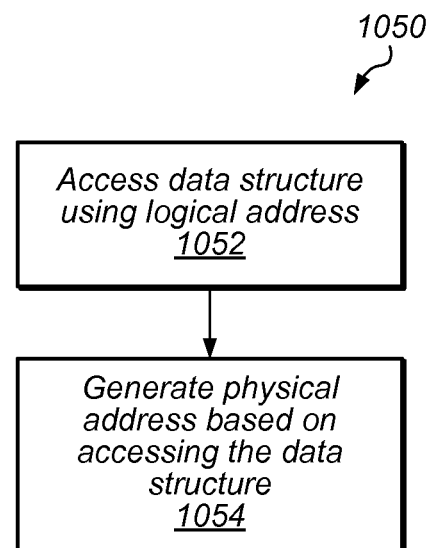 1050
Access data structure
using logical address
1052
Generate physical
address based on
accessing the data
structure
1054